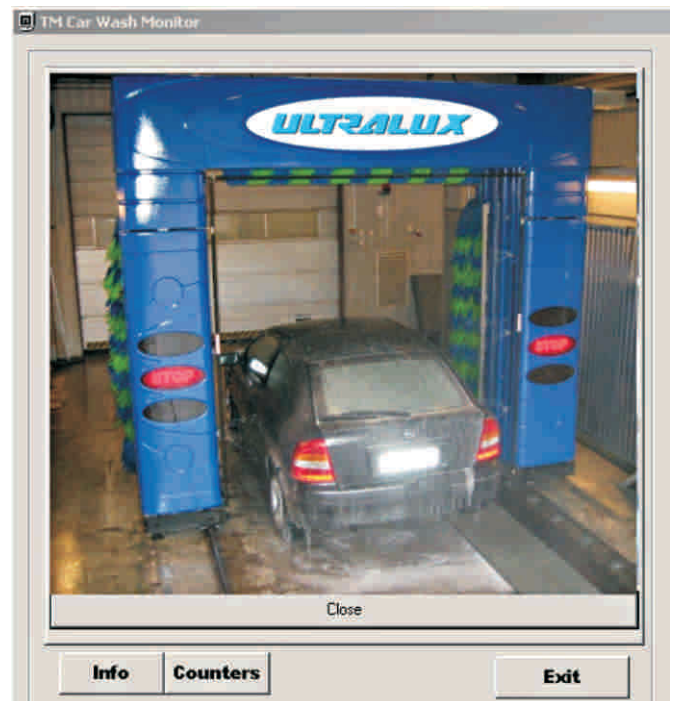 TM Car Wash Monitor
ULTRALUX
STOP
STOP
Close
Info
Counters
Exit